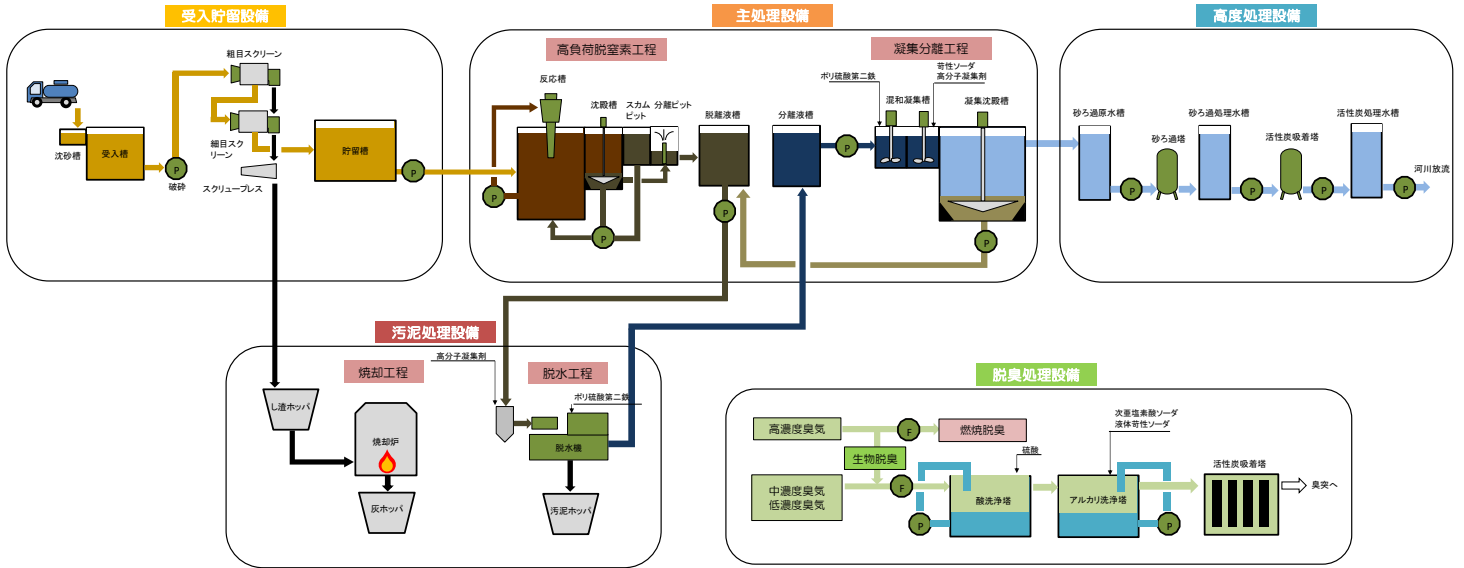 受入貯留設備
主処理設備
高度処理設備
粗目スクリーン
沈砂槽
受入槽
P
破砕
細目スク
リーン
スクリュープレス
貯留槽
P
高負荷脱窒素工程
凝集分離工程
反応槽
沈殿槽
スカム
ピット
分離ピット
脱離液槽
分離液槽
ポリ硫酸第二鉄
苛性ソーダ
高分子凝集剤
混和凝集槽
凝集沈殿槽
P
P
P
P
P
砂ろ過原水槽
砂ろ過塔
砂ろ過処理水槽
活性炭吸着塔
活性炭処理水槽
河川放流
P
P
P
P
汚泥処理設備
焼却工程
脱水工程
高分子凝集剤
ポリ硫酸第二鉄
し渣ホッパ
焼却炉
灰ホッパ
脱水機
汚泥ホッパ
脱臭処理設備
高濃度臭気
F
燃焼脱臭
生物脱臭
中濃度臭気
低濃度臭気
F
硫酸
酸洗浄塔
P
次亜塩素酸ソーダ
液体苛性ソーダ
アルカリ洗浄塔
P
活性炭吸着塔
臭突へ